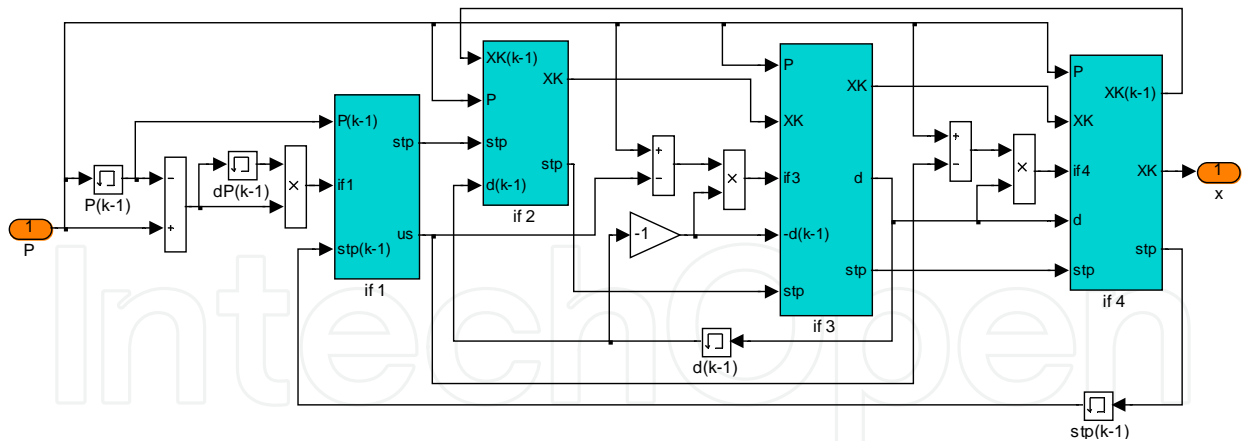 1
P
P(k-1)
−
+
dP(k-1)
×
P(k-1)
if1
stp(k-1)
stp
us
if 1
XK(k-1)
P
stp
d(k-1)
XK
stp
if 2
+
−
×
-1
P
XK
if3
-d(k-1)
stp
XK
d
stp
if 3
d(k-1)
+
−
×
P
XK
if4
d
stp
XK(k-1)
XK
stp
if 4
1
x
stp(k-1)
IntechOpen